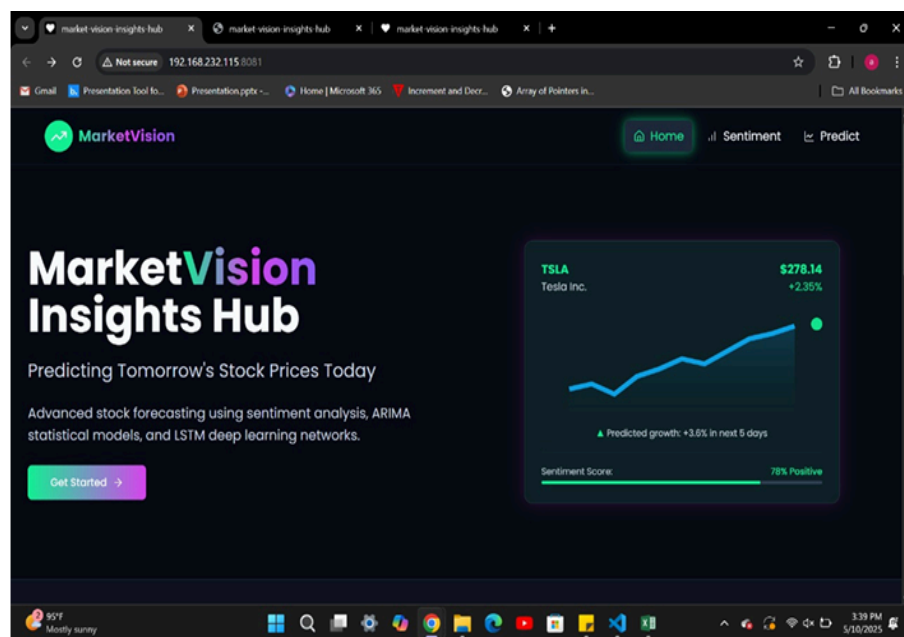 market-vision-insights-hub
market-vision-insights-hub
market-vision-insights-hub
Not secure 192.168.232.115:8081
Gmail
Presentation Tool fo...
Presentation.pptx -...
Home | Microsoft 365
Increment and Decr...
Array of Pointers in...
All Bookmarks
MarketVision
Home
Sentiment
Predict
MarketVision
Insights Hub
Predicting Tomorrow's Stock Prices Today
Advanced stock forecasting using sentiment analysis, ARIMA
statistical models, and LSTM deep learning networks.
Get Started →
TSLA $278.14
Tesla Inc. +2.35%
▲ Predicted growth: +3.6% in next 5 days
Sentiment Score: 78% Positive
2
95°F
Mostly sunny
3:39 PM
5/10/2025